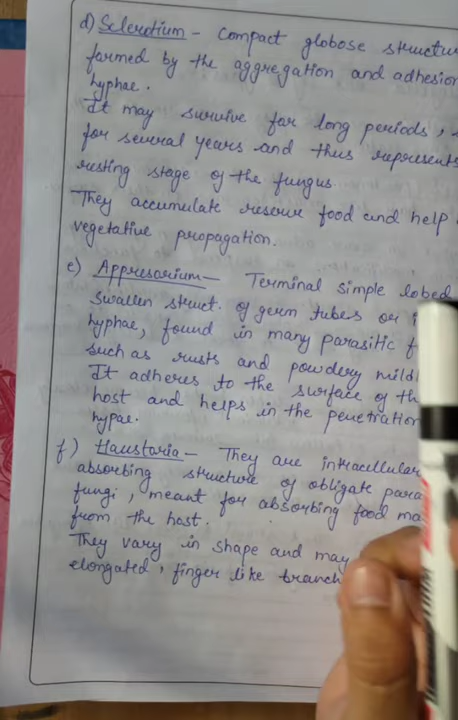 d) Sclerotium - Compact globose structu
formed by the aggregation and adhesion
hyphae.
It may survive for long periods,
for several years and thus represents
resting stage of the fungus.
They accumulate reserve food and help
vegetative propagation.
e) Appresorium - Terminal simple lobed
swollen struct. of germ tubes or i
hyphae, found in many parasitic f
such as rusts and powdery mild
It adheres to the surface of th
host and helps in the penetration
hypae.
f) Haustoria - They are intracellular
absorbing structure of obligate para
fungi, meant for absorbing food ma
from the host.
They vary in shape and may
elongated, finger like branch